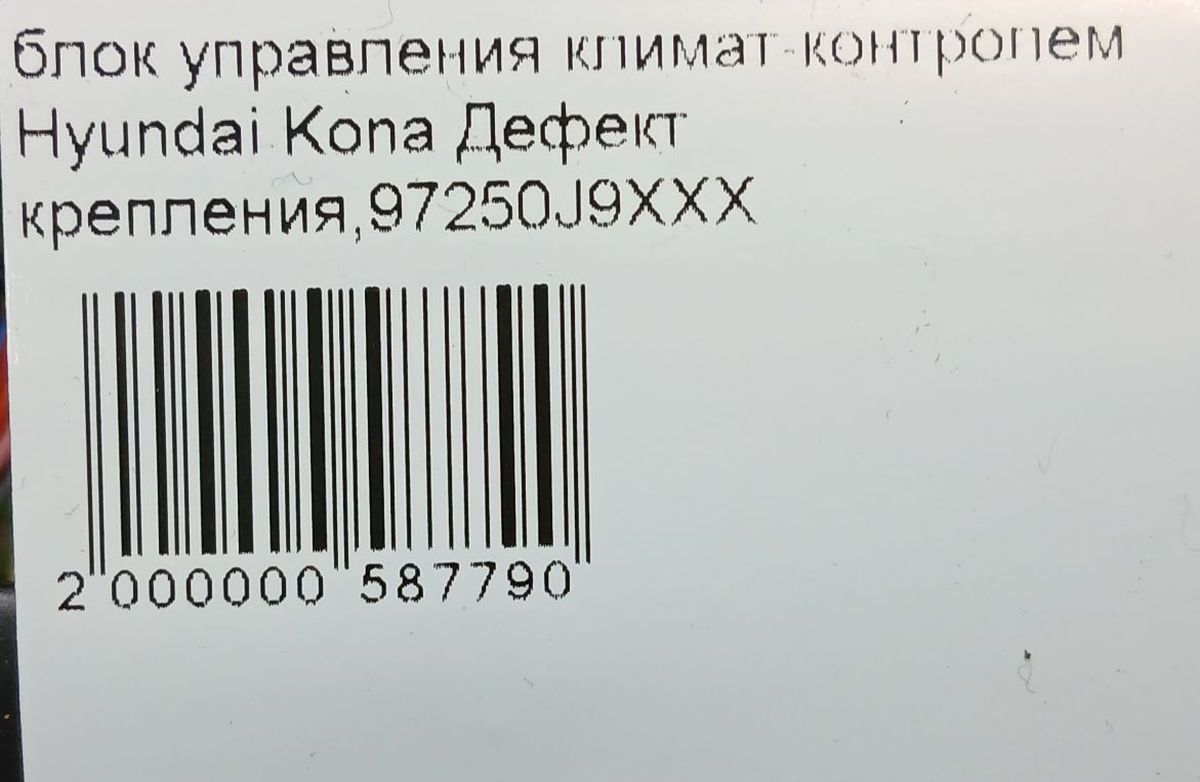 блок управления климат-контролем
Hyundai Kona Дефект
крепления,97250J9XXX
2 000000 587790